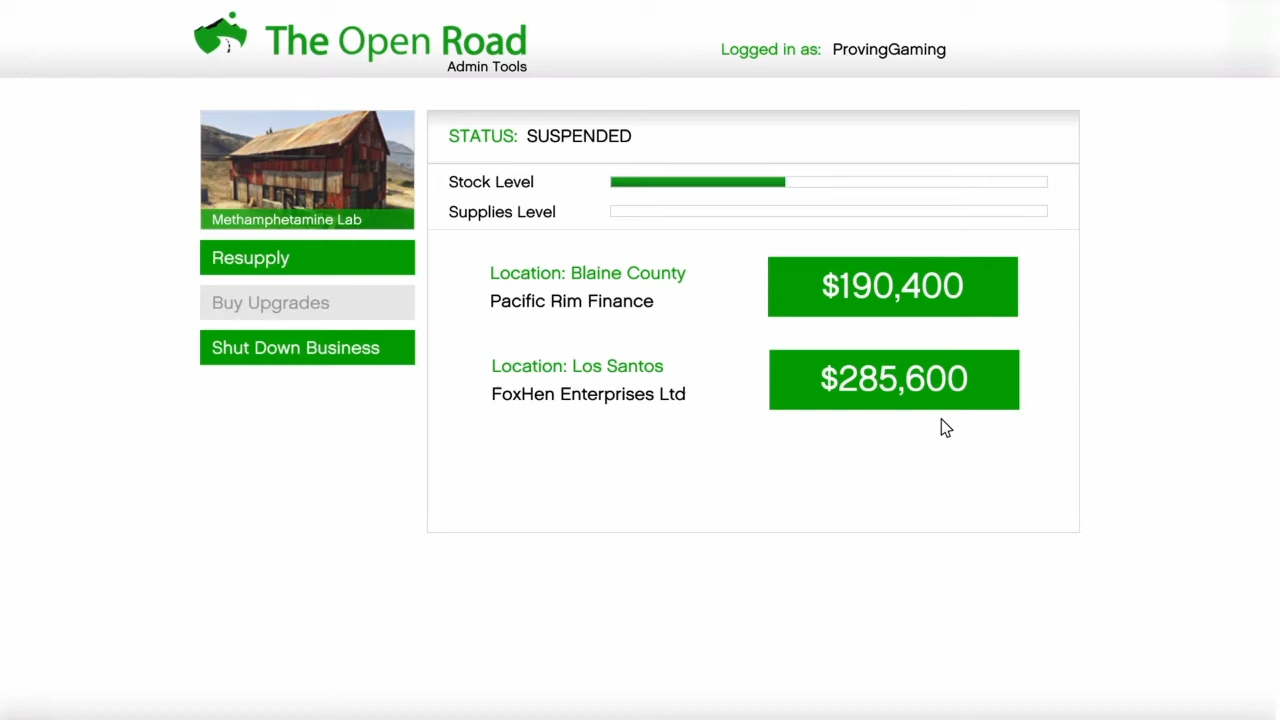 The Open Road
Admin Tools
Logged in as: ProvingGaming
Methamphetamine Lab
Resupply
Buy Upgrades
Shut Down Business
STATUS: SUSPENDED
Stock Level
Supplies Level
Location: Blaine County
Pacific Rim Finance
$190,400
Location: Los Santos
FoxHen Enterprises Ltd
$285,600